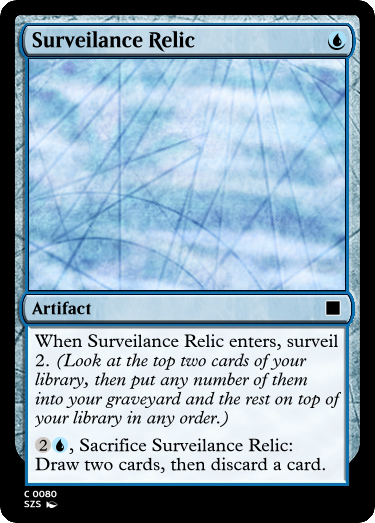 Surveilance Relic
Artifact
When Surveilance Relic enters, surveil
2. (Look at the top two cards of your
library, then put any number of them
into your graveyard and the rest on top of
your library in any order.)
2, Sacrifice Surveilance Relic:
Draw two cards, then discard a card.
C 0080
SZS